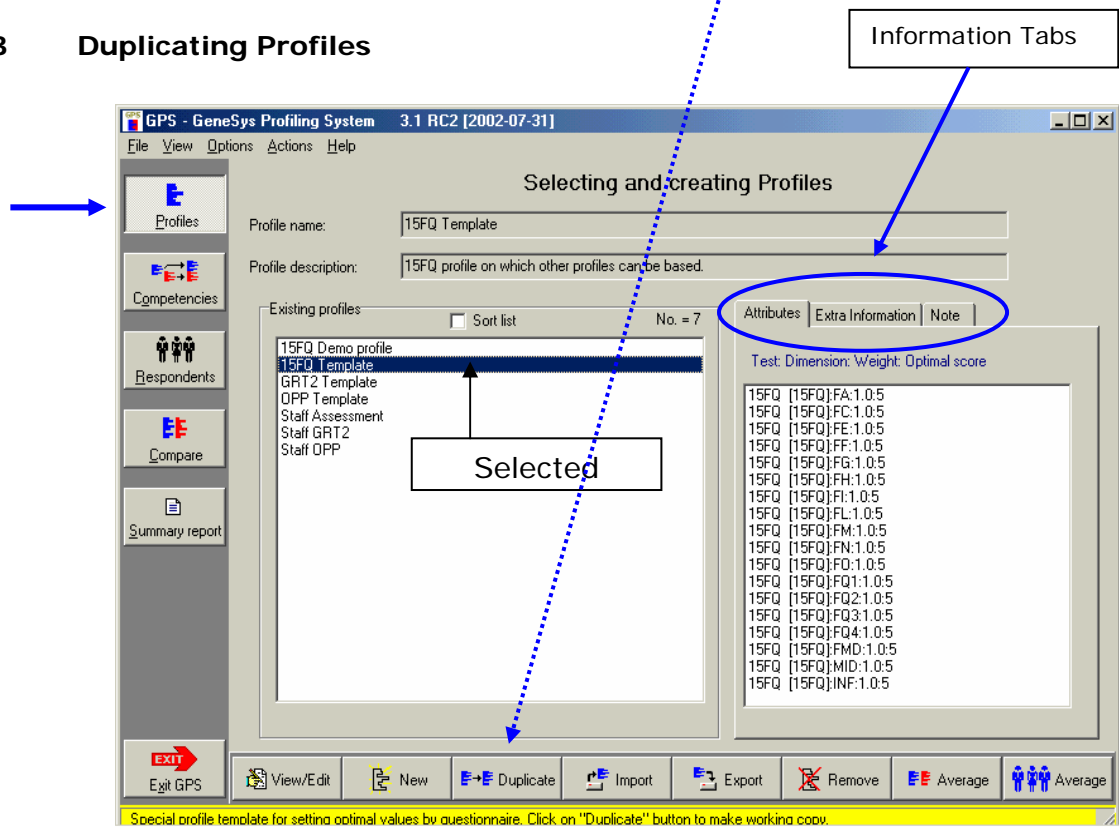 3 Duplicating Profiles
Information Tabs
GPS - GeneSys Profiling System 3.1 RC2 [2002-07-31]
File View Options Actions Help
Selecting and creating Profiles
Profiles
Profile name:
15FQ Template
Profile description:
15FQ profile on which other profiles can be based.
Competencies
Respondents
Compare
Summary report
Existing profiles
Sort list
No. = 7
15FQ Demo profile
15FQ Template
GRT2 Template
OPP Template
Staff Assessment
Staff GRT2
Staff OPP
Selected
Attributes
Extra Information
Note
Test: Dimension: Weight: Optimal score
15FQ [15FQ]:FA:1.0:5
15FQ [15FQ]:FC:1.0:5
15FQ [15FQ]:FE:1.0:5
15FQ [15FQ]:FF:1.0:5
15FQ [15FQ]:FG:1.0:5
15FQ [15FQ]:FH:1.0:5
15FQ [15FQ]:FI:1.0:5
15FQ [15FQ]:FL:1.0:5
15FQ [15FQ]:FM:1.0:5
15FQ [15FQ]:FN:1.0:5
15FQ [15FQ]:FO:1.0:5
15FQ [15FQ]:FQ1:1.0:5
15FQ [15FQ]:FQ2:1.0:5
15FQ [15FQ]:FQ3:1.0:5
15FQ [15FQ]:FQ4:1.0:5
15FQ [15FQ]:FMD:1.0:5
15FQ [15FQ]:MID:1.0:5
15FQ [15FQ]:INF:1.0:5
EXIT
Exit GPS
View/Edit
New
Duplicate
Import
Export
Remove
Average
Average
Special profile template for setting optimal values by questionnaire. Click on "Duplicate" button to make working copy.